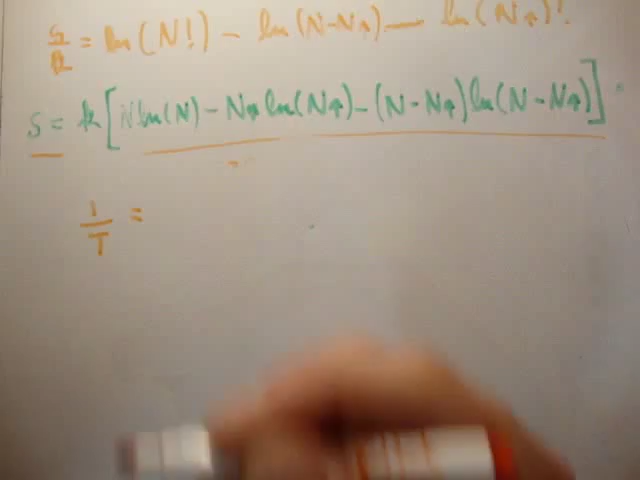 S/k = ln(N!) - ln(N-N↑) - ln(N↑)!
S = k[N ln(N) - N↑ ln(N↑) - (N - N↑) ln(N - N↑)]
1/T =